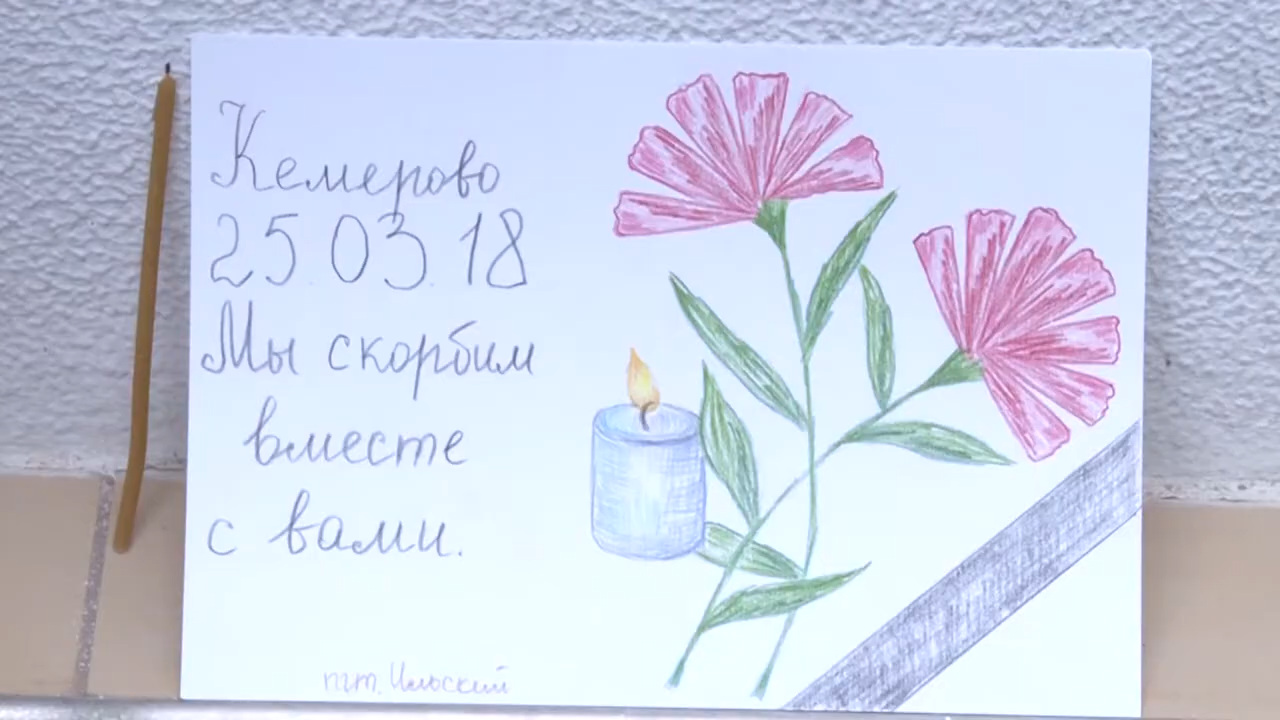 Кемерово
25.03.18
Мы скорбим
вместе
с вами.
пгт. Ильский